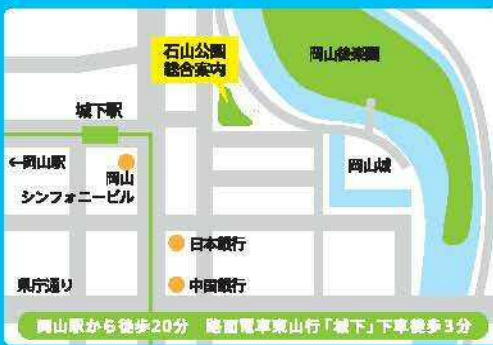 石山公園
総合案内
岡山後楽園
城下駅
←岡山駅
岡山
シンフォニービル
岡山城
日本銀行
県庁通り
中国銀行
岡山駅から徒歩20分 路面電車東山行「城下」下車徒歩3分